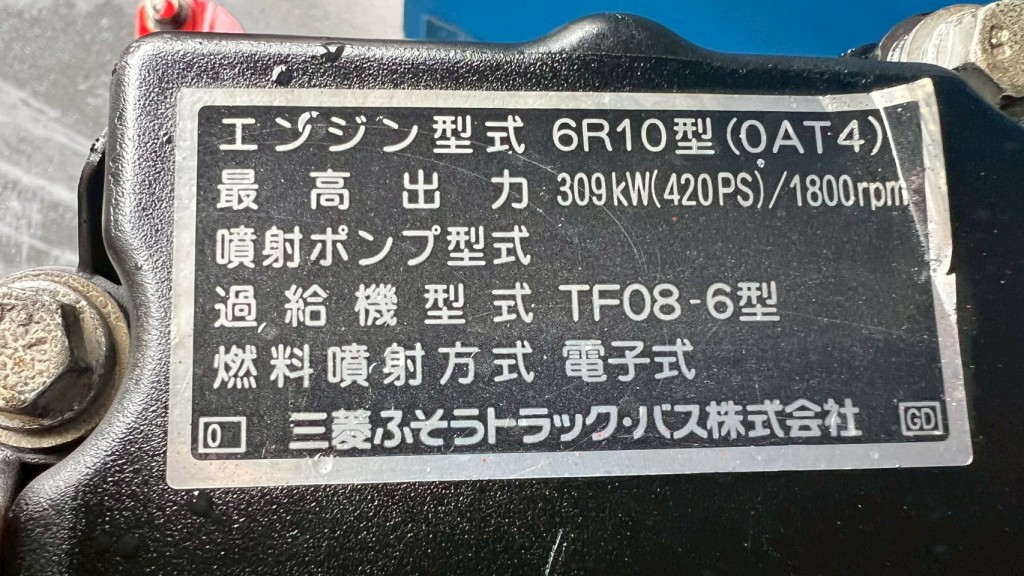 エンジン型式 6R10型(0AT4)
最高出力 309kW(420PS)/1800rpm
噴射ポンプ型式
過給機型式 TF08-6型
燃料噴射方式 電子式
0 三菱ふそうトラック・バス株式会社 GD